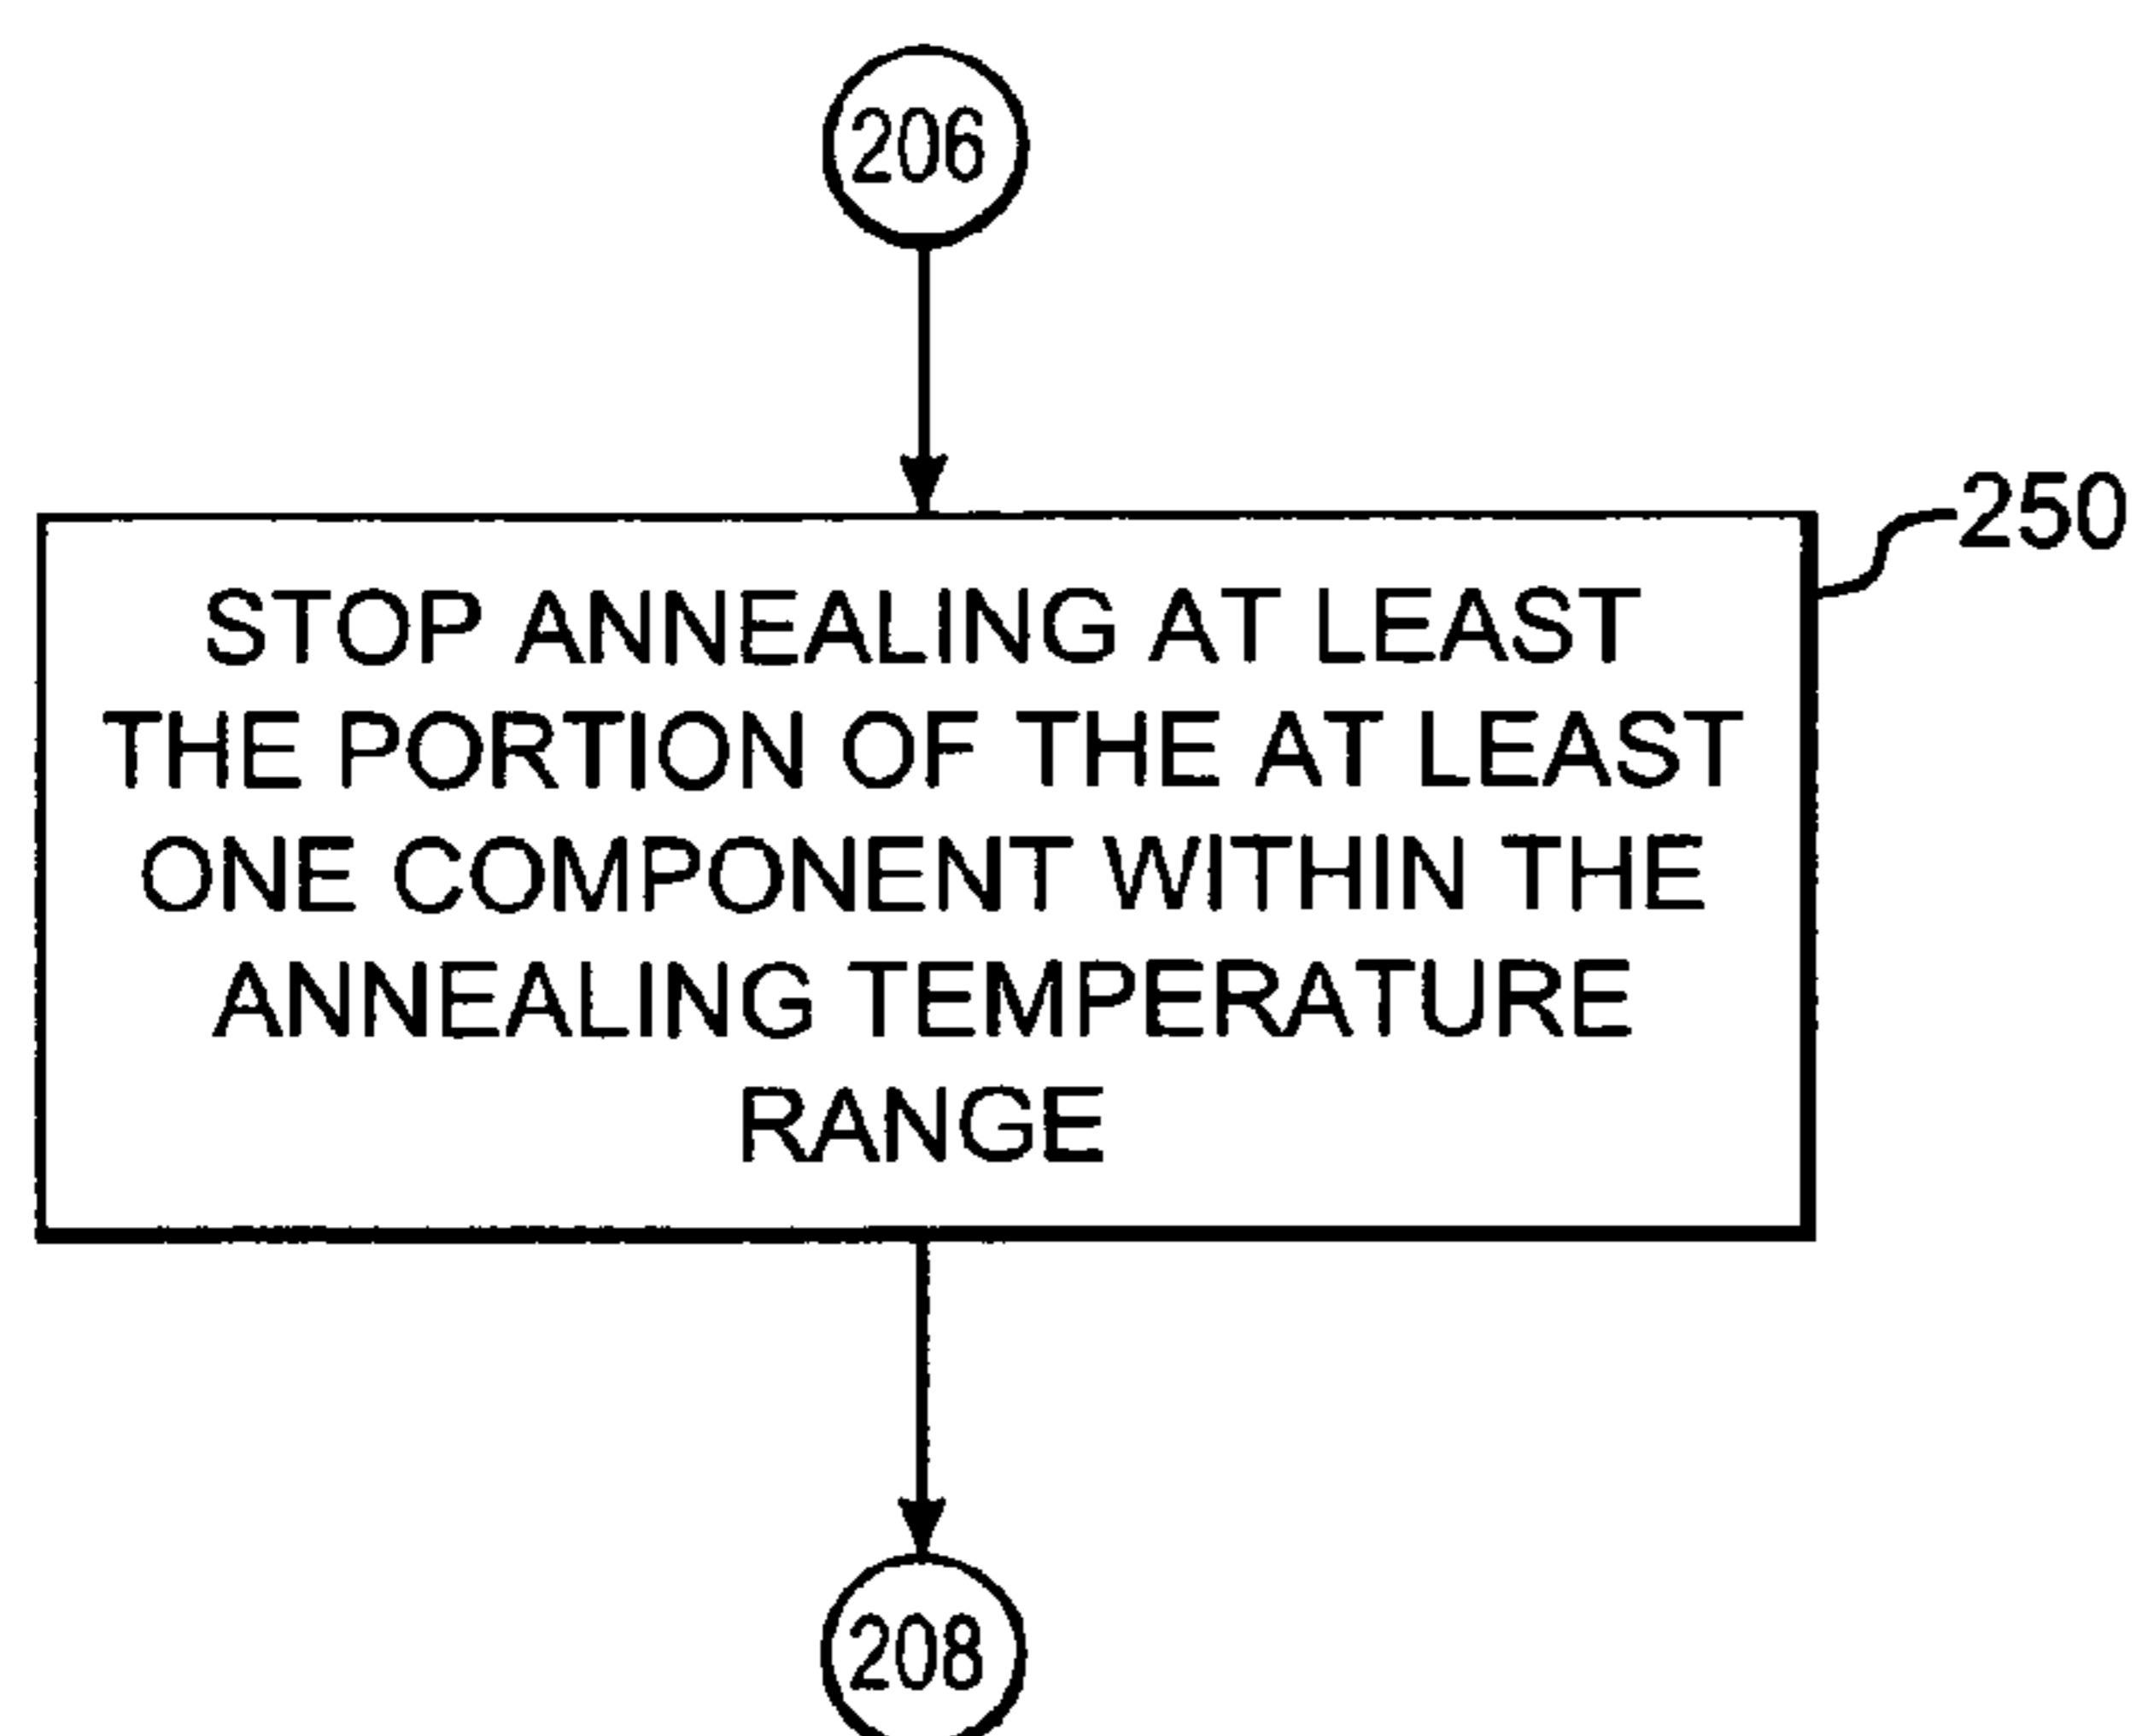 206
250
STOP ANNEALING AT LEAST
THE PORTION OF THE AT LEAST
ONE COMPONENT WITHIN THE
ANNEALING TEMPERATURE
RANGE
208